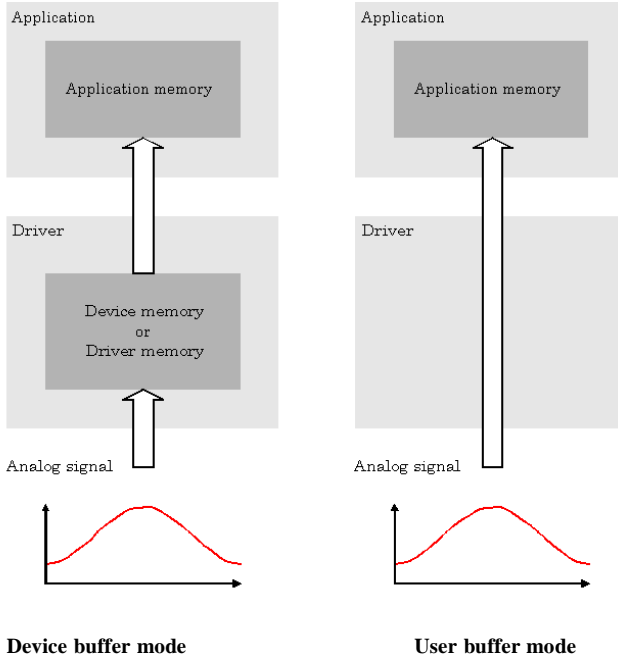 Application
Application memory
Driver
Device memory
or
Driver memory
Analog signal
Device buffer mode
Application
Application memory
Driver
Analog signal
User buffer mode